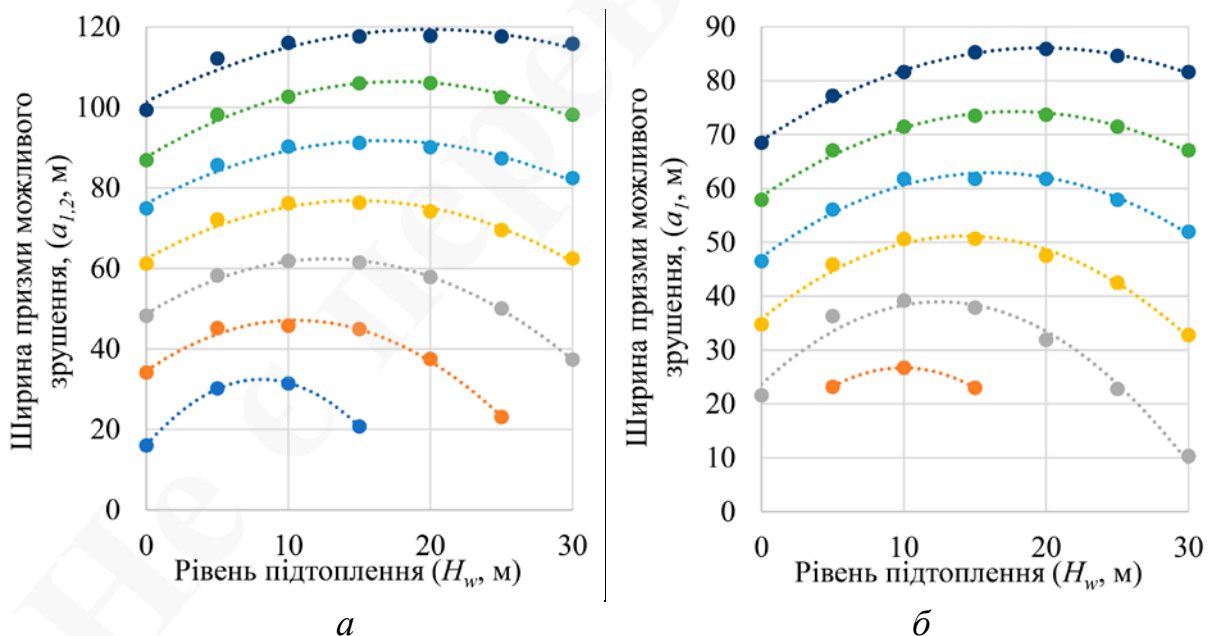 Ширина призми можливого
зрушення, (a1,2, м)
120
100
80
60
40
20
0
0 10 20 30
Рівень підтоплення (Hw, м)
а
Ширина призми можливого
зрушення, (a1, м)
90
80
70
60
50
40
30
20
10
0
0 10 20 30
Рівень підтоплення (Hw, м)
б
Не є перев